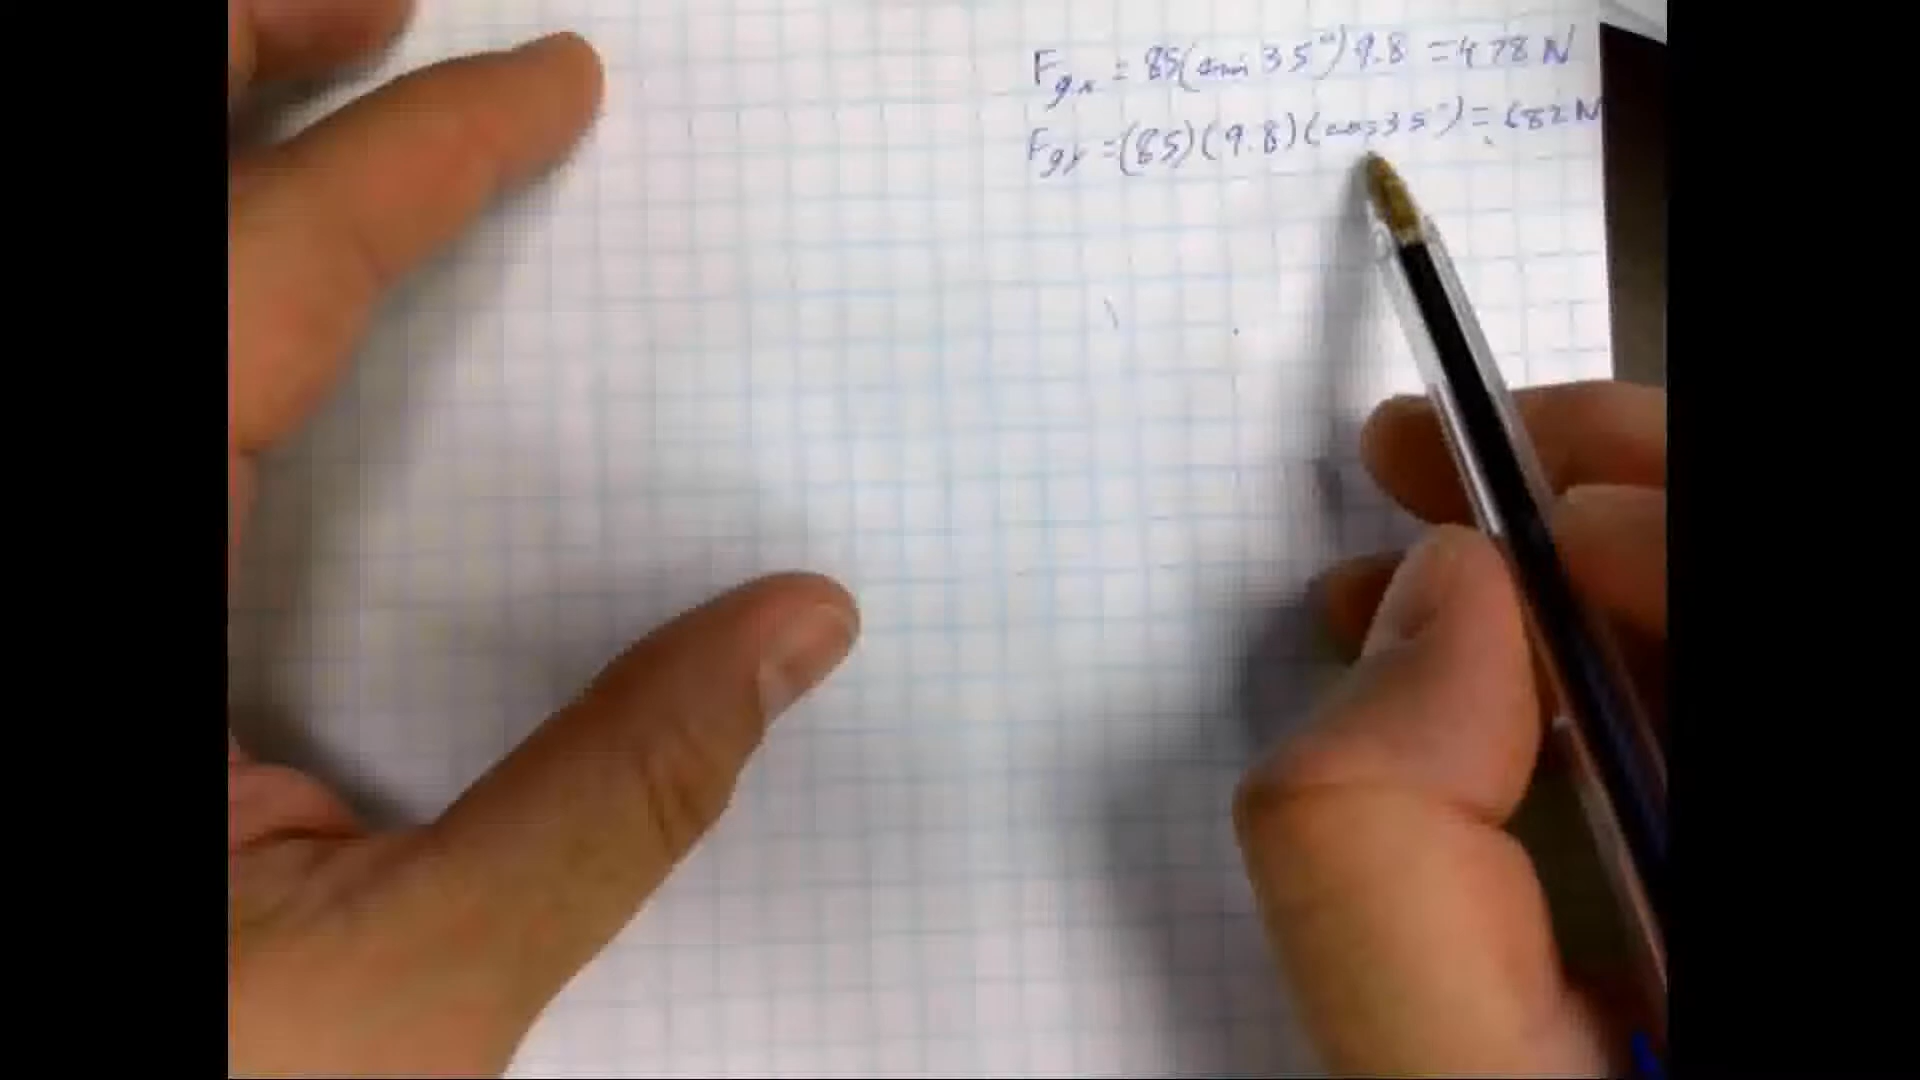 Fgx = 85(sin 35°)9.8 = 478 N
Fgy = (85)(9.8)(cos 35°) = 682 N